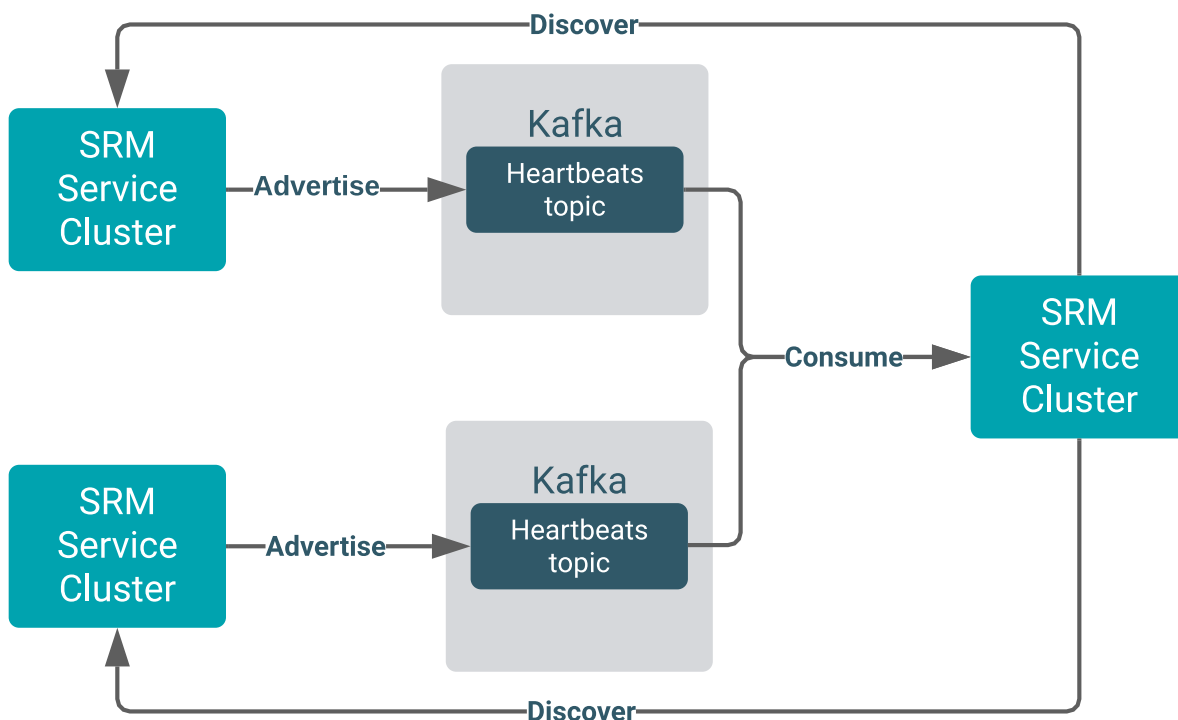 Discover
Kafka
SRM
Service
Cluster
Advertise
Heartbeats
topic
Consume
SRM
Service
Cluster
Kafka
SRM
Service
Cluster
Advertise
Heartbeats
topic
Discover